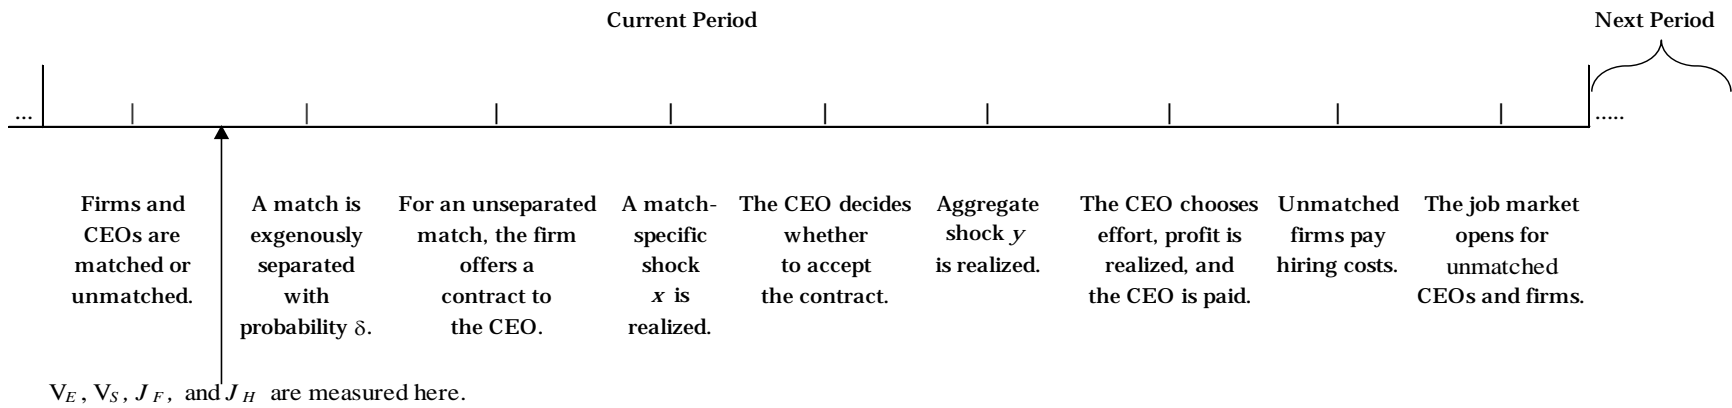 Current Period
Next Period
...
.....
Firms and
CEOs are
matched or
unmatched.
A match is
exgenously
separated
with
probability δ.
For an unseparated
match, the firm
offers a
contract to
the CEO.
A match-
specific
shock
x is
realized.
The CEO decides
whether
to accept
the contract.
Aggregate
shock y
is realized.
The CEO chooses
effort, profit is
realized, and
the CEO is paid.
Unmatched
firms pay
hiring costs.
The job market
opens for
unmatched
CEOs and firms.
V_E, V_S, J_F, and J_H are measured here.